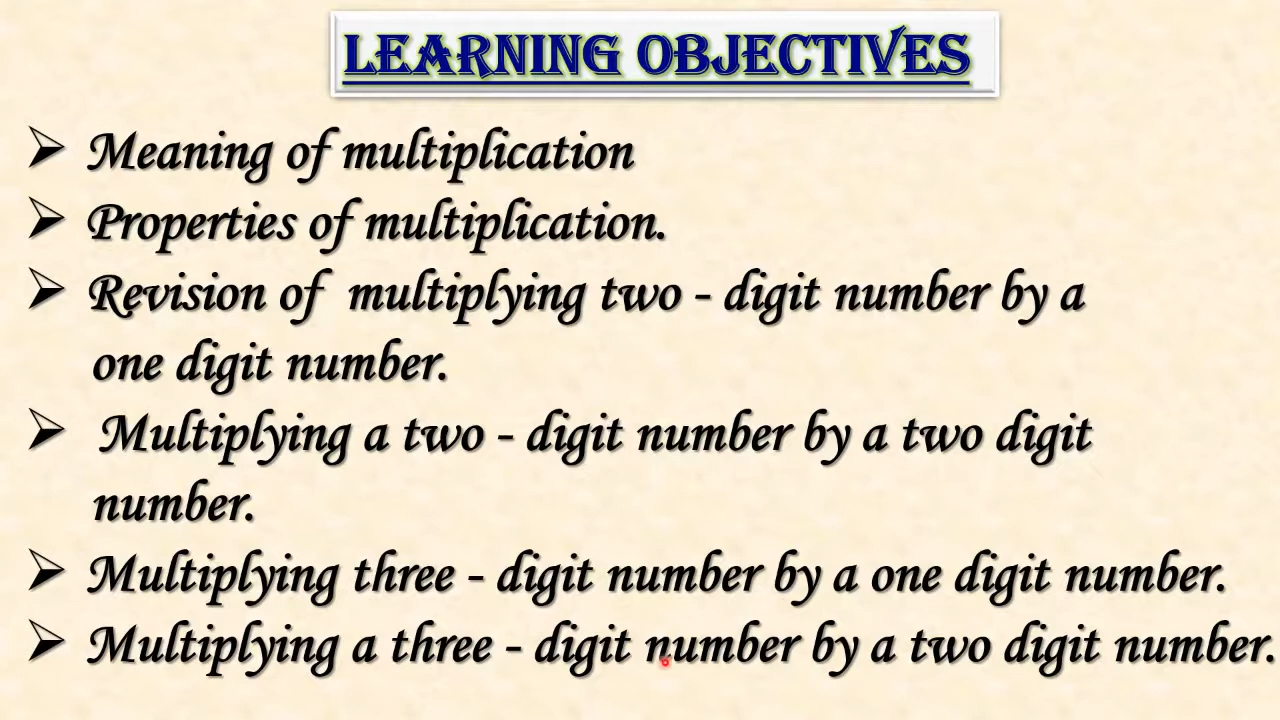 LEARNING OBJECTIVES
➢ Meaning of multiplication
➢ Properties of multiplication.
➢ Revision of multiplying two - digit number by a
one digit number.
➢ Multiplying a two - digit number by a two digit
number.
➢ Multiplying three - digit number by a one digit number.
➢ Multiplying a three - digit number by a two digit number.